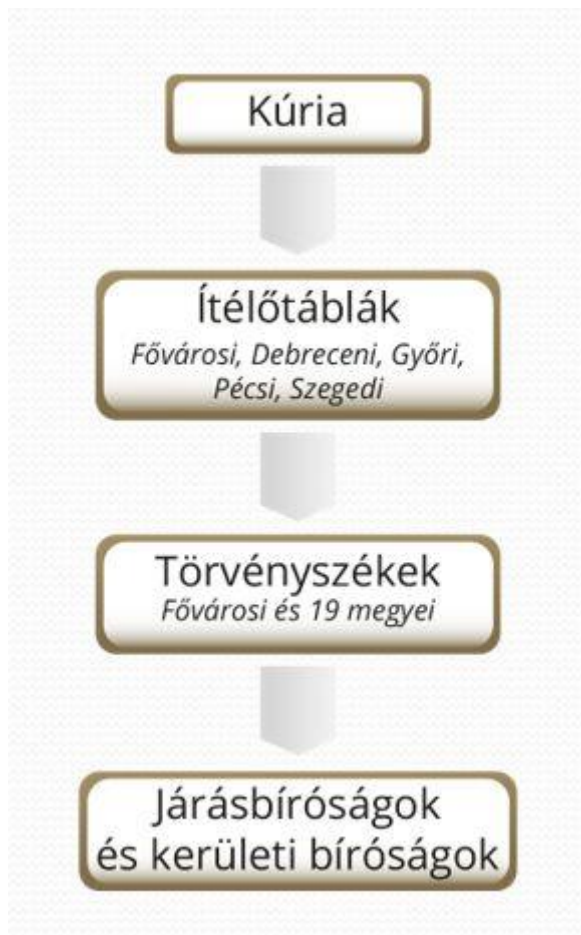 Kúria
Ítélőtáblák
Fővárosi, Debreceni, Győri,
Pécsi, Szegedi
Törvényszékek
Fővárosi és 19 megyei
Járásbíróságok
és kerületi bíróságok